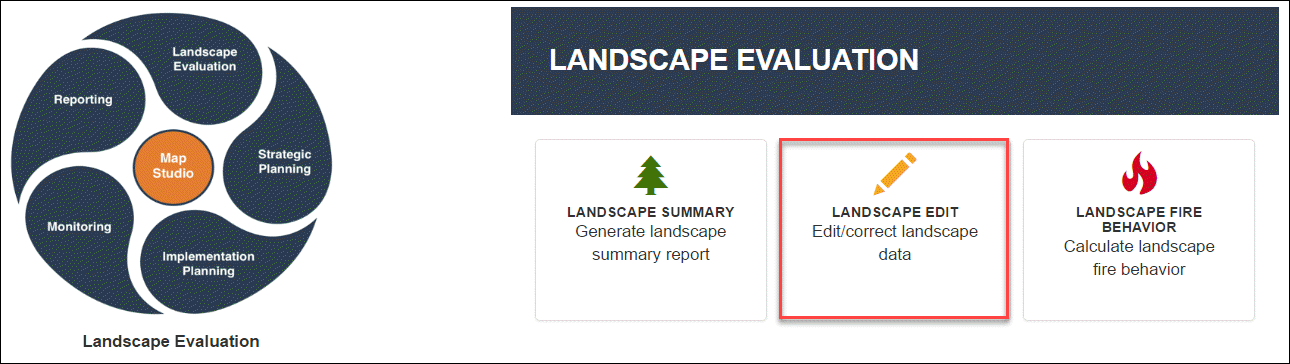 Landscape
Evaluation
Reporting
Map
Studio
Strategic
Planning
Monitoring
Implementation
Planning
Landscape Evaluation
LANDSCAPE EVALUATION
LANDSCAPE SUMMARY
Generate landscape
summary report
LANDSCAPE EDIT
Edit/correct landscape
data
LANDSCAPE FIRE
BEHAVIOR
Calculate landscape
fire behavior